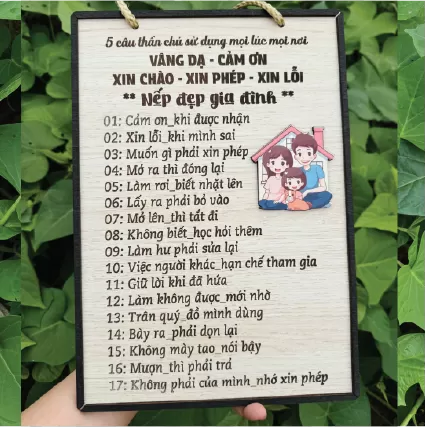 5 câu thần chú sử dụng mọi lúc mọi nơi
VÂNG DẠ - CẢM ƠN
XIN CHÀO - XIN PHÉP - XIN LỖI
** Nếp đẹp gia đình **
01: Cảm ơn_khi được nhận
02: Xin lỗi_khi mình sai
03: Muốn gì phải xin phép
04: Mở ra thì đóng lại
05: Làm rơi_biết nhặt lên
06: Lấy ra phải bỏ vào
07: Mở lên_thì tắt đi
08: Không biết_học hỏi thêm
09: Làm hư phải sửa lại
10: Việc người khác_hạn chế tham gia
11: Giữ lời khi đã hứa
12: Làm không được_mới nhờ
13: Trân quý_đồ mình dùng
14: Bày ra_phải dọn lại
15: Không mày tao_nói bậy
16: Mượn_thì phải trả
17: Không phải của mình_nhớ xin phép